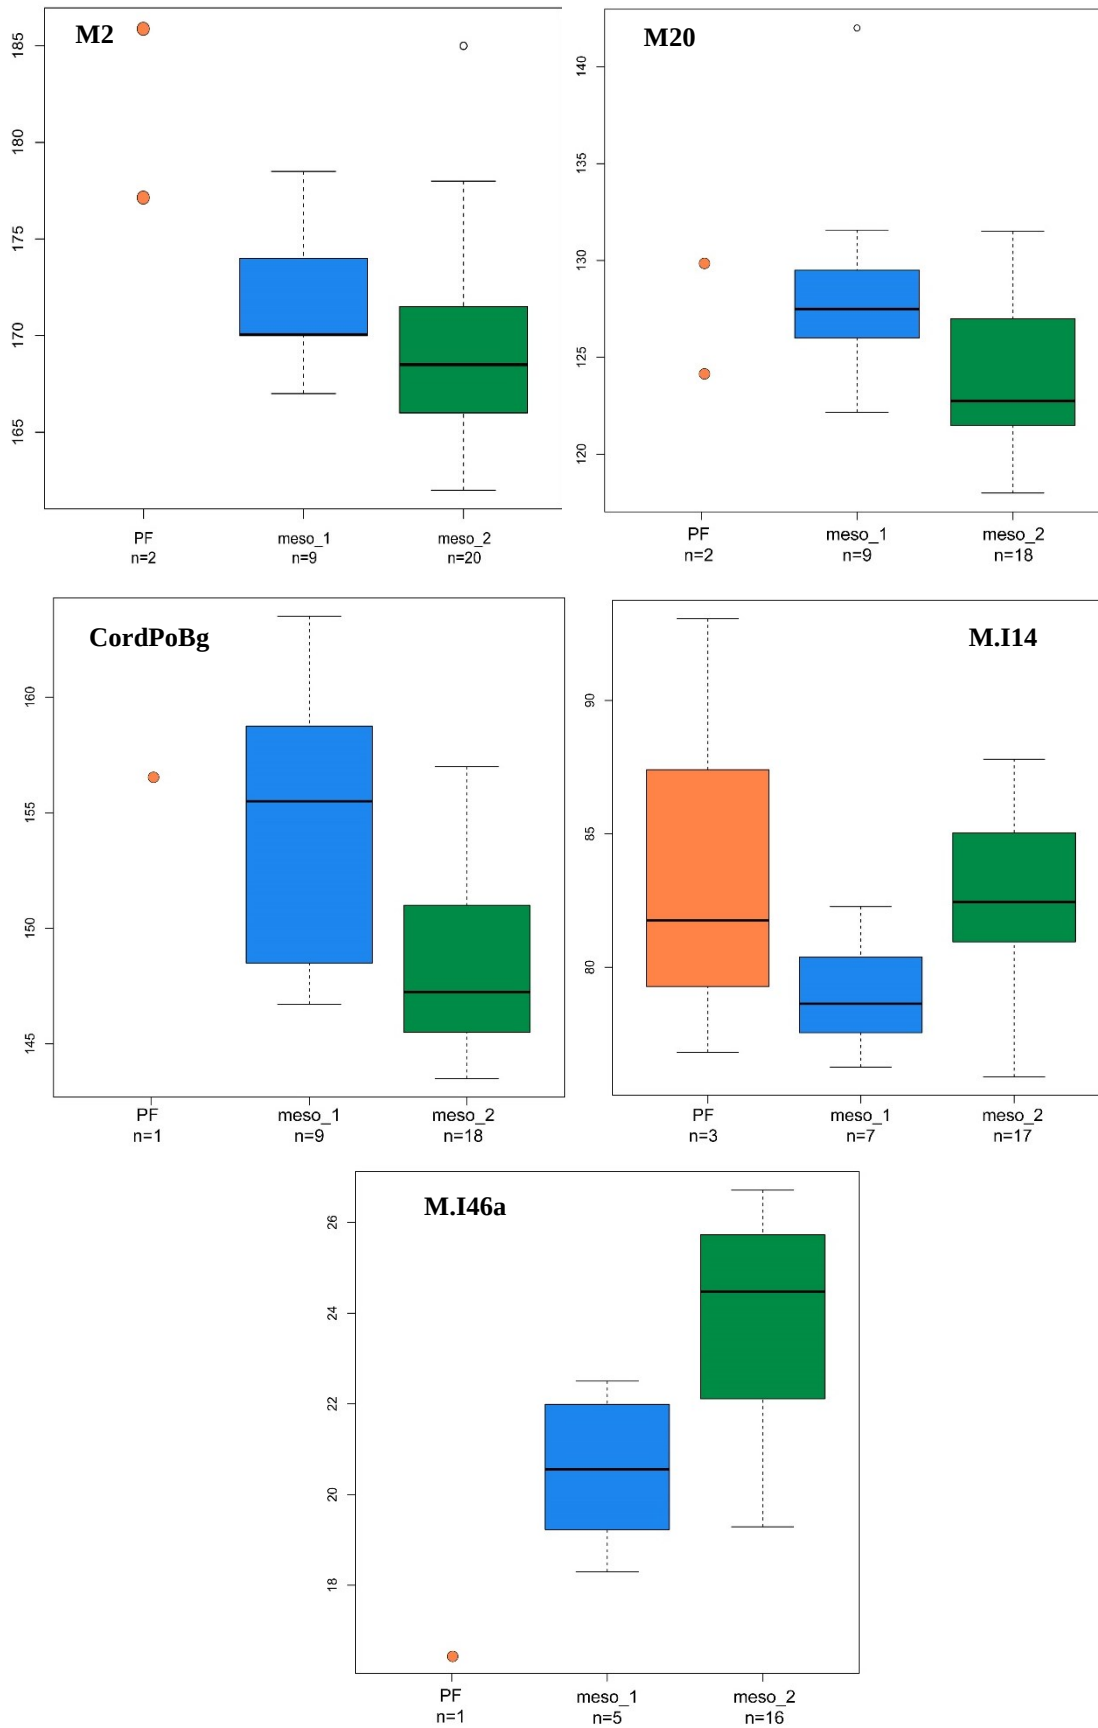 M2
185
180
175
170
165
PF
n=2
meso_1
n=9
meso_2
n=20
M20
140
135
130
125
120
PF
n=2
meso_1
n=9
meso_2
n=18
CordPoBg
160
155
150
145
PF
n=1
meso_1
n=9
meso_2
n=18
M.I14
90
85
80
PF
n=3
meso_1
n=7
meso_2
n=17
M.I46a
26
24
22
20
18
PF
n=1
meso_1
n=5
meso_2
n=16